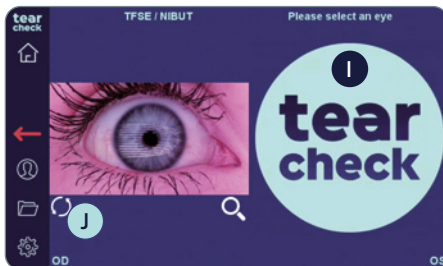 tear
check
TFSE / NIBUT
Please select an eye
I
tear
check
J
OD
OS